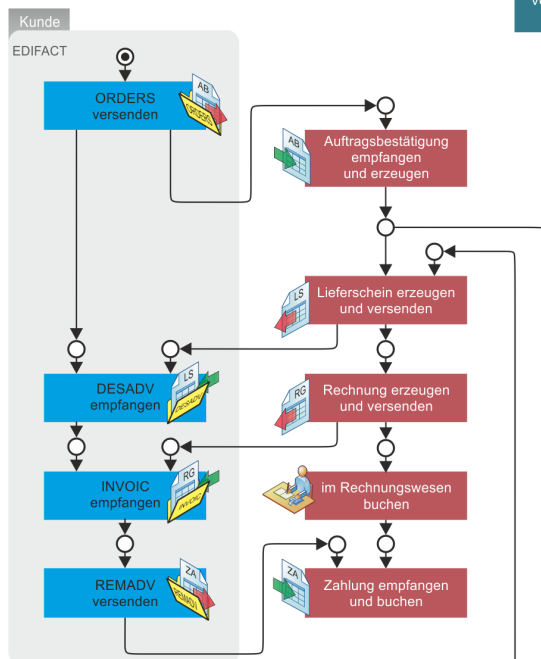 Kunde
EDIFACT
AB
ORDERS
ORDERS
versenden
AB
Auftragsbestätigung
empfangen
und erzeugen
LS
Lieferschein erzeugen
und versenden
LS
DESADV
DESADV
empfangen
RG
Rechnung erzeugen
und versenden
RG
INVOIC
INVOIC
empfangen
im Rechnungswesen
buchen
ZA
REMADV
REMADV
versenden
ZA
Zahlung empfangen
und buchen